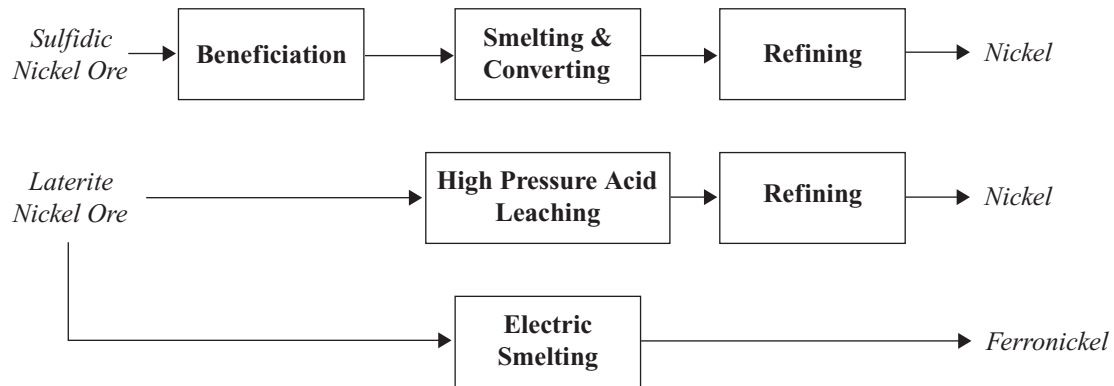 Sulfidic
Nickel Ore
Beneficiation
Smelting &
Converting
Refining
Nickel
Laterite
Nickel Ore
High Pressure Acid
Leaching
Refining
Nickel
Electric
Smelting
Ferronickel